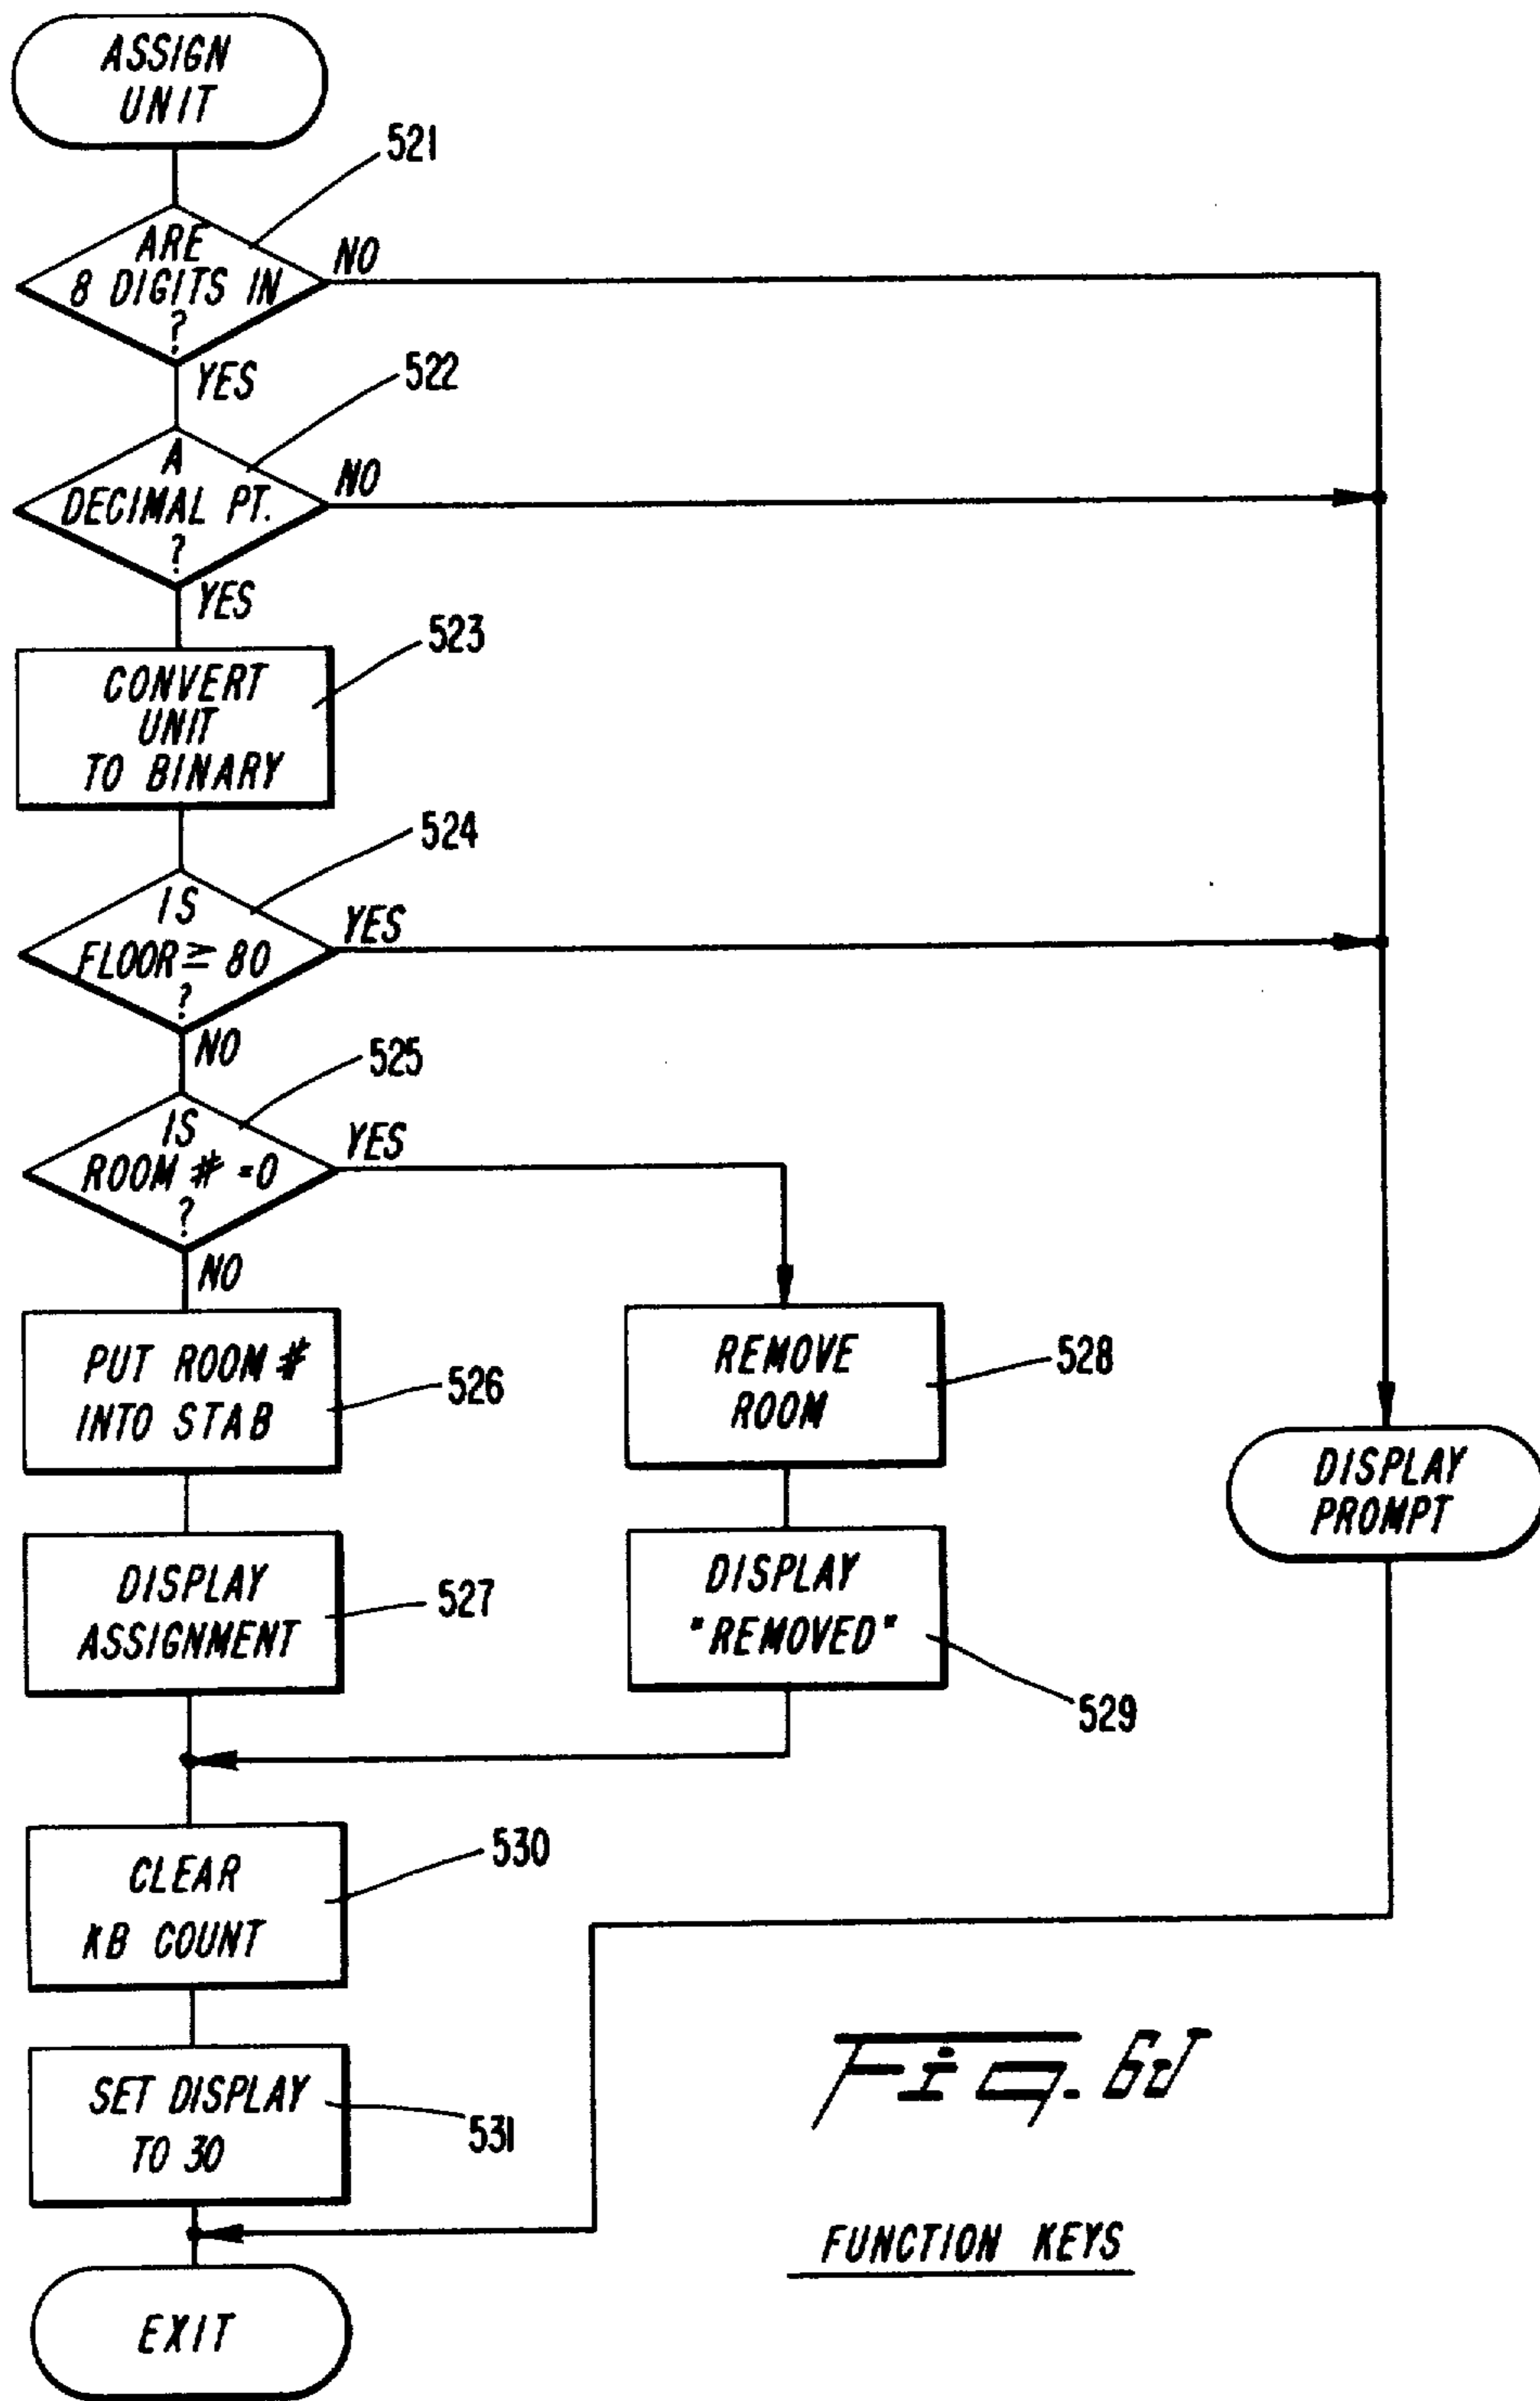 ASSIGN
UNIT
521
ARE
8 DIGITS IN
?
NO
YES
522
A
DECIMAL PT.
?
NO
YES
523
CONVERT
UNIT
TO BINARY
524
IS
FLOOR ≥ 80
?
YES
NO
525
IS
ROOM # =0
?
YES
NO
PUT ROOM #
INTO STAB
526
REMOVE
ROOM
528
DISPLAY
PROMPT
DISPLAY
ASSIGNMENT
527
DISPLAY
"REMOVED"
529
CLEAR
KB COUNT
530
SET DISPLAY
TO 30
531
EXIT
Fig. 6d
FUNCTION KEYS